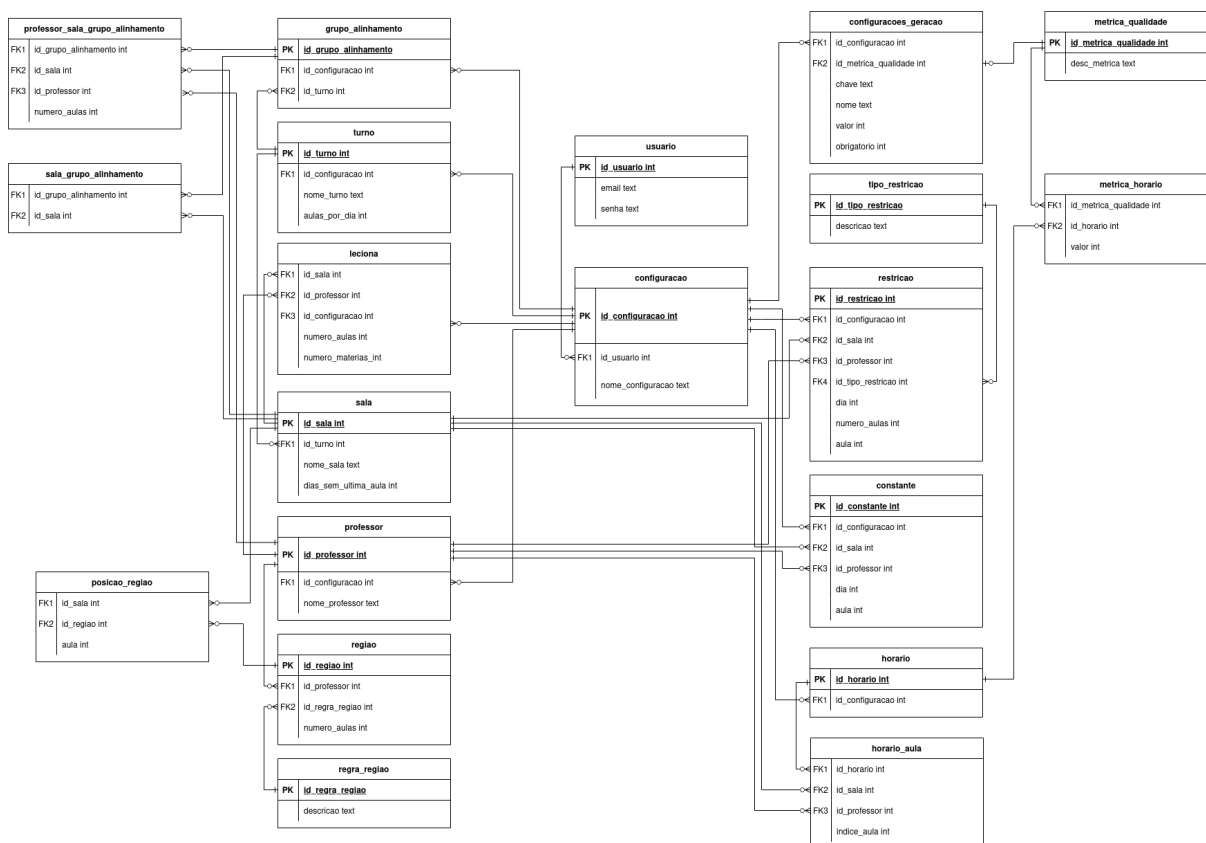 professor_sala_grupo_alinhamento
FK1 id_grupo_alinhamento int
FK2 id_sala int
FK3 id_professor int
numero_aulas int
sala_grupo_alinhamento
FK1 id_grupo_alinhamento int
FK2 id_sala int
posicao_regiao
FK1 id_sala int
FK2 id_regiao int
aula int
grupo_alinhamento
PK id_grupo_alinhamento
FK1 id_configuracao int
FK2 id_turno int
turno
PK id_turno int
FK1 id_configuracao int
nome_turno text
aulas_por_dia int
leciona
FK1 id_sala int
FK2 id_professor int
FK3 id_configuracao int
numero_aulas int
numero_materias_int
sala
PK id_sala int
FK1 id_turno int
nome_sala text
dias_sem_ultima_aula int
professor
PK id_professor int
FK1 id_configuracao int
nome_professor text
regiao
PK id_regiao int
FK1 id_professor int
FK2 id_regra_regiao int
numero_aulas int
regra_regiao
PK id_regra_regiao
descricao text
usuario
PK id_usuario int
email text
senha text
configuracao
PK id_configuracao int
FK1 id_usuario int
nome_configuracao text
configuracoes_geracao
FK1 id_configuracao int
FK2 id_metrica_qualidade int
chave text
nome text
valor int
obrigatorio int
tipo_restricao
PK id_tipo_restricao
descricao text
restricao
PK id_restricao int
FK1 id_configuracao int
FK2 id_sala int
FK3 id_professor int
FK4 id_tipo_restricao int
dia int
numero_aulas int
aula int
constante
PK id_constante int
FK1 id_configuracao int
FK2 id_sala int
FK3 id_professor int
dia int
aula int
horario
PK id_horario int
FK1 id_configuracao int
horario_aula
FK1 id_horario int
FK2 id_sala int
FK3 id_professor int
indice_aula int
metrica_qualidade
PK id_metrica_qualidade int
desc_metrica text
metrica_horario
FK1 id_metrica_qualidade int
FK2 id_horario int
valor int